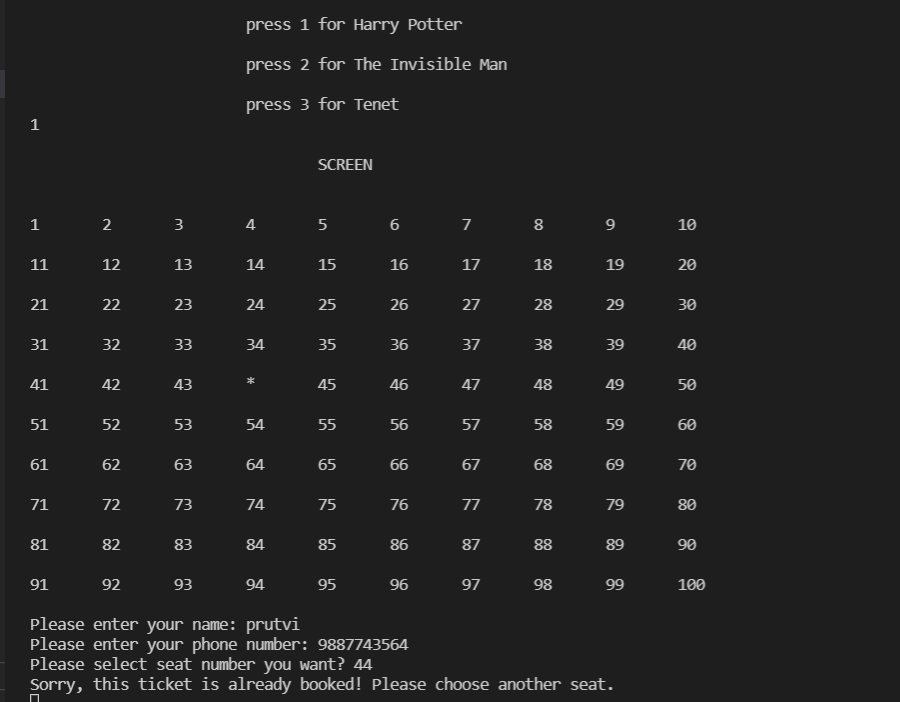 press 1 for Harry Potter
press 2 for The Invisible Man
press 3 for Tenet
1
SCREEN
1 2 3 4 5 6 7 8 9 10
11 12 13 14 15 16 17 18 19 20
21 22 23 24 25 26 27 28 29 30
31 32 33 34 35 36 37 38 39 40
41 42 43 * 45 46 47 48 49 50
51 52 53 54 55 56 57 58 59 60
61 62 63 64 65 66 67 68 69 70
71 72 73 74 75 76 77 78 79 80
81 82 83 84 85 86 87 88 89 90
91 92 93 94 95 96 97 98 99 100
Please enter your name: prutvi
Please enter your phone number: 9887743564
Please select seat number you want? 44
Sorry, this ticket is already booked! Please choose another seat.